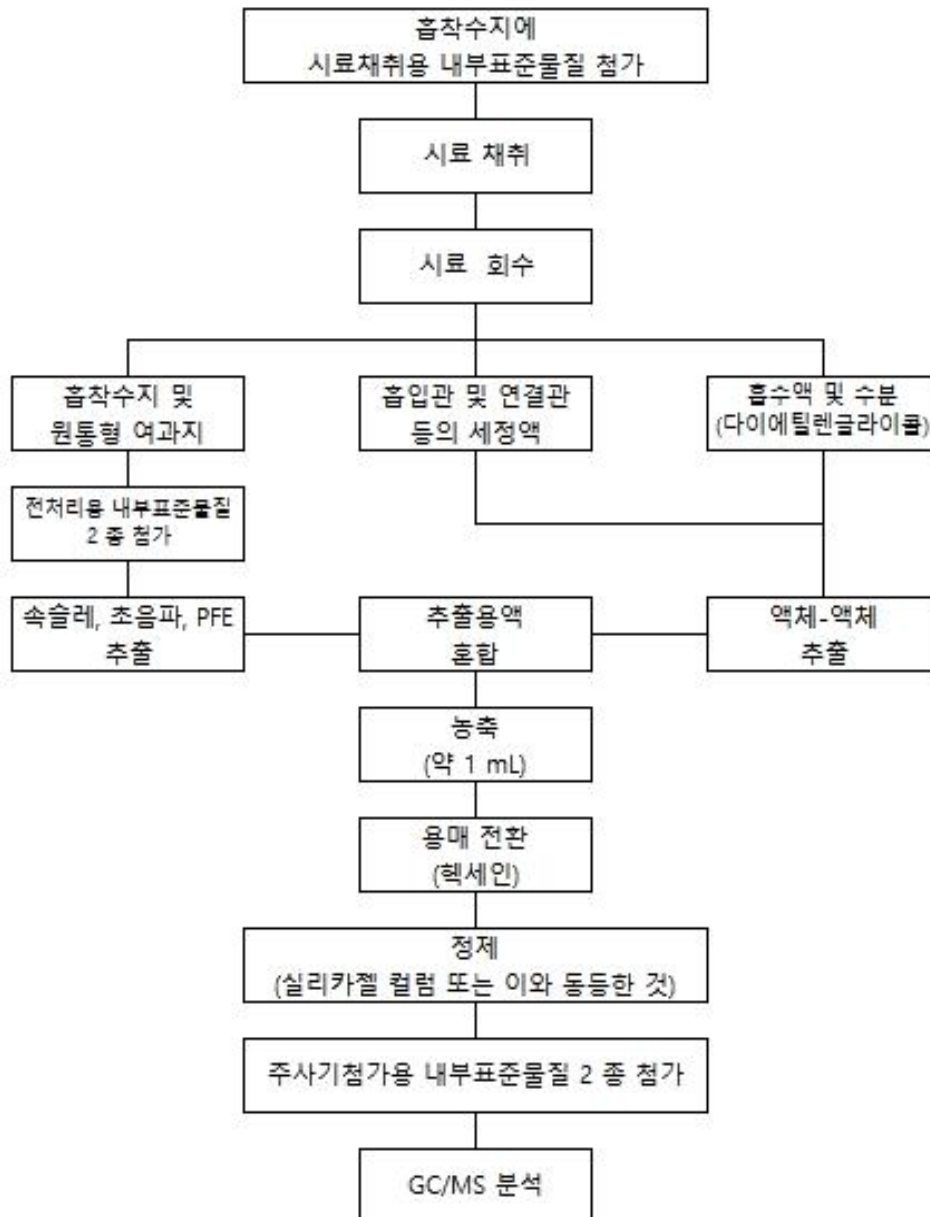 흡착수지에
시료채취용 내부표준물질 첨가
시료 채취
시료 회수
흡착수지 및
원통형 여과지
흡입관 및 연결관
등의 세정액
흡수액 및 수분
(다이에틸렌글라이콜)
전처리용 내부표준물질
2 종 첨가
속슬레, 초음파, PFE
추출
추출용액
혼합
액체-액체
추출
농축
(약 1 mL)
용매 전환
(헥세인)
정제
(실리카젤 컬럼 또는 이와 동등한 것)
주사기첨가용 내부표준물질 2 종 첨가
GC/MS 분석